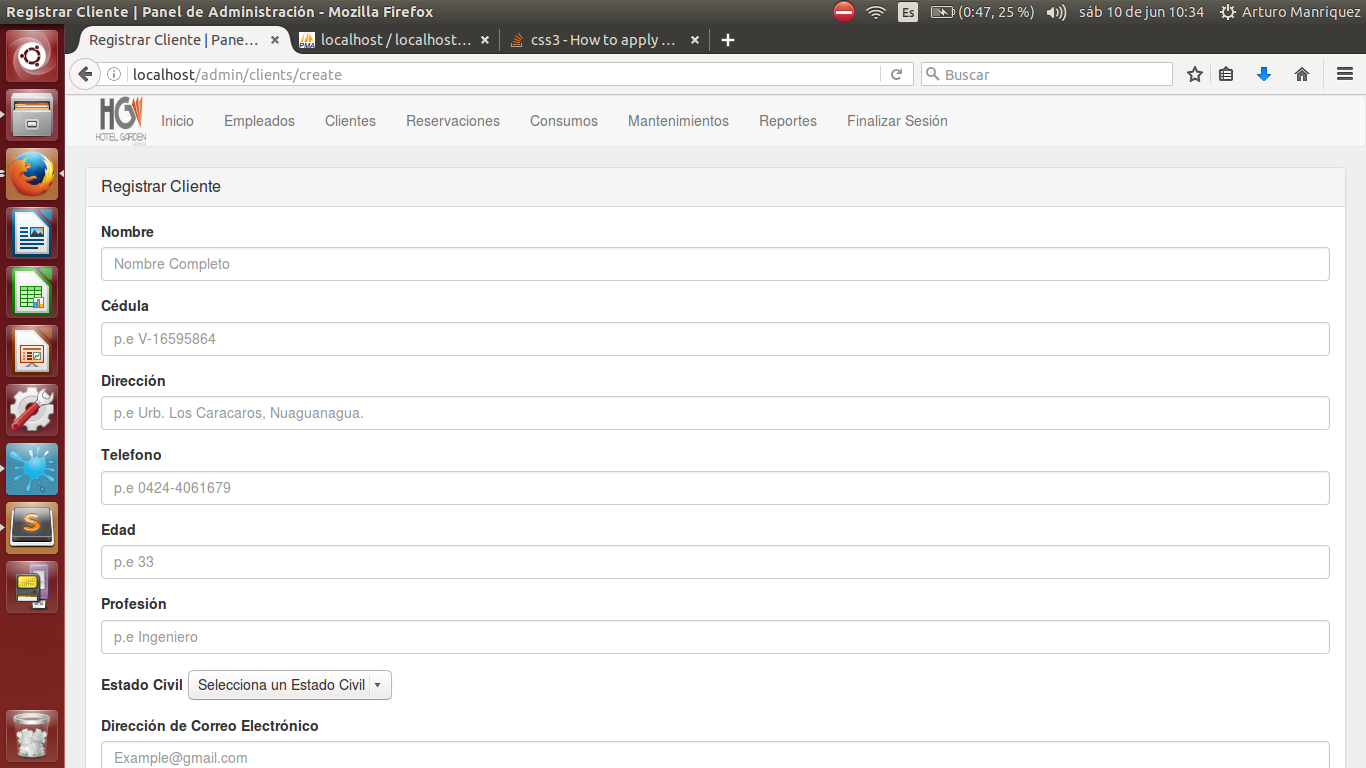 Registrar Cliente | Panel de Administración - Mozilla Firefox
Es (0:47, 25 %) sáb 10 de jun 10:34 Arturo Manriquez
Registrar Cliente | Pane… localhost / localhost… css3 - How to apply …
localhost/admin/clients/create Buscar
HG HOTEL GARDEN Inicio Empleados Clientes Reservaciones Consumos Mantenimientos Reportes Finalizar Sesión
Registrar Cliente
Nombre
Nombre Completo
Cédula
p.e V-16595864
Dirección
p.e Urb. Los Caracaros, Nuaguanagua.
Telefono
p.e 0424-4061679
Edad
p.e 33
Profesión
p.e Ingeniero
Estado Civil Selecciona un Estado Civil
Dirección de Correo Electrónico
Example@gmail.com